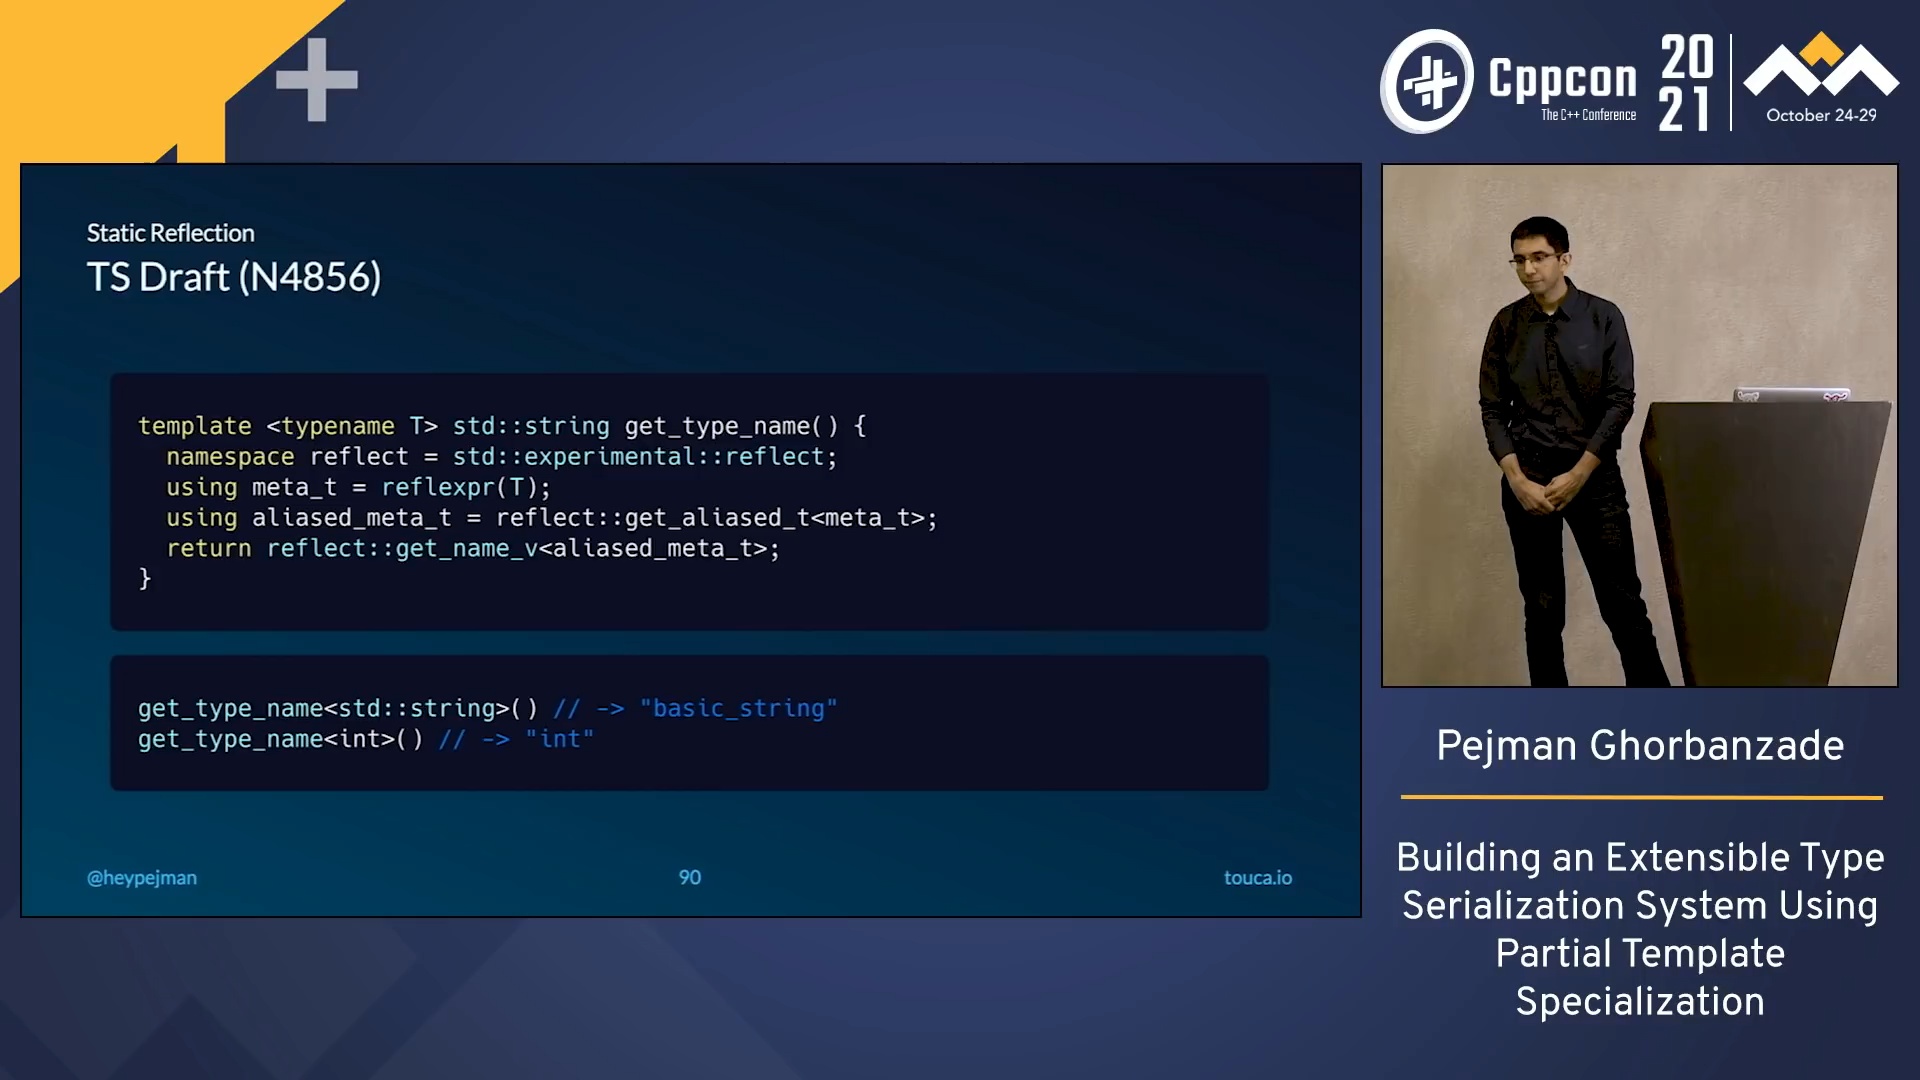 Cppcon
The C++ Conference
20
21
October 24-29
Static Reflection
TS Draft (N4856)
template <typename T> std::string get_type_name() {
  namespace reflect = std::experimental::reflect;
  using meta_t = reflexpr(T);
  using aliased_meta_t = reflect::get_aliased_t<meta_t>;
  return reflect::get_name_v<aliased_meta_t>;
}
get_type_name<std::string>() // -> "basic_string"
get_type_name<int>() // -> "int"
@heypejman
90
touca.io
Pejman Ghorbanzade
Building an Extensible Type
Serialization System Using
Partial Template
Specialization